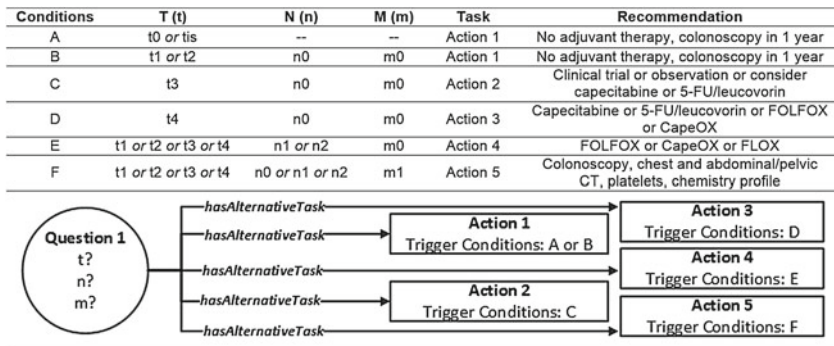 Conditions T (t) N (n) M (m) Task Recommendation
A t0 or tis -- -- Action 1 No adjuvant therapy, colonoscopy in 1 year
B t1 or t2 n0 m0 Action 1 No adjuvant therapy, colonoscopy in 1 year
C t3 n0 m0 Action 2 Clinical trial or observation or consider
capecitabine or 5-FU/leucovorin
D t4 n0 m0 Action 3 Capecitabine or 5-FU/leucovorin or FOLFOX
or CapeOX
E t1 or t2 or t3 or t4 n1 or n2 m0 Action 4 FOLFOX or CapeOX or FLOX
F t1 or t2 or t3 or t4 n0 or n1 or n2 m1 Action 5 Colonoscopy, chest and abdominal/pelvic
CT, platelets, chemistry profile
Question 1
t?
n?
m?
hasAlternativeTask
hasAlternativeTask
hasAlternativeTask
hasAlternativeTask
hasAlternativeTask
Action 1
Trigger Conditions: A or B
Action 2
Trigger Conditions: C
Action 3
Trigger Conditions: D
Action 4
Trigger Conditions: E
Action 5
Trigger Conditions: F